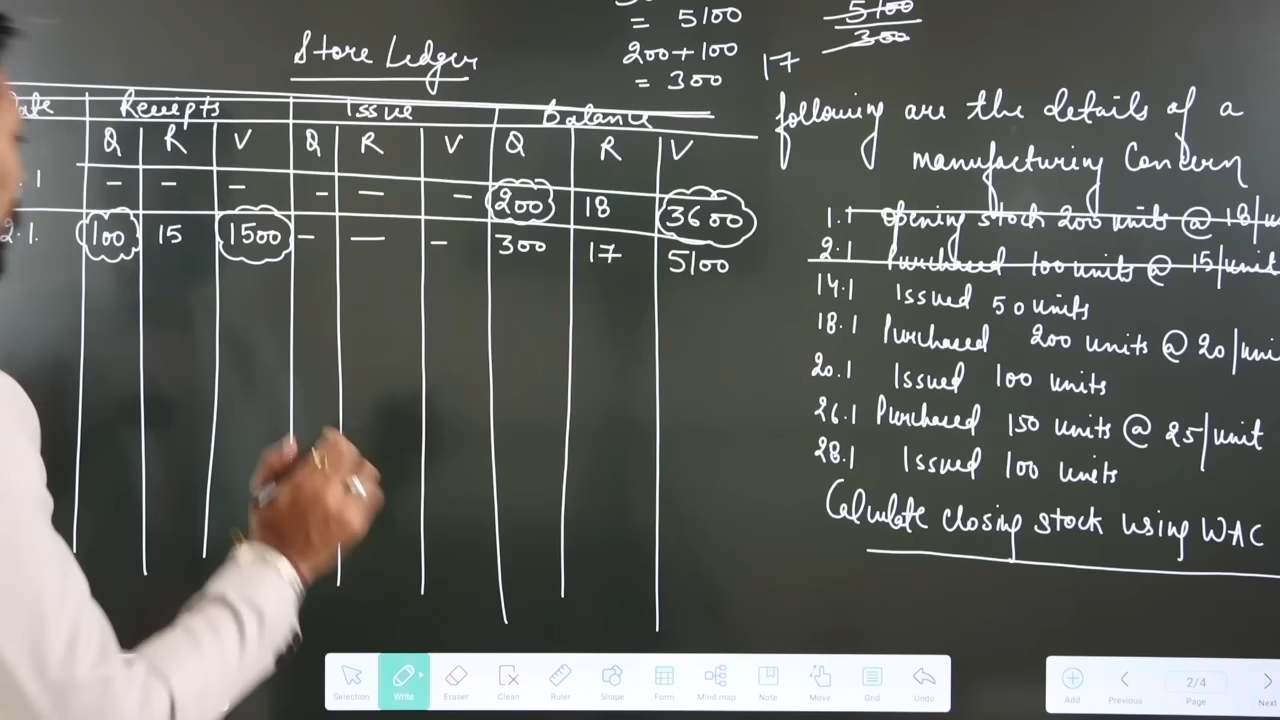 = 5100
200+100
= 300
5100
300
17
Store Ledger
Receipts Issue Balance
Q R V Q R V Q R V
.1 - - - - - - 200 18 3600
2.1. 100 15 1500 - - - 300 17 5100
following are the details of a
manufacturing Concern
1.1 opening stock 200 units @ 18/
2.1 Purchased 100 units @ 15/unit
14.1 Issued 50 units
18.1 Purchased 200 units @ 20/uni
20.1 Issued 100 units
26.1 Purchased 150 units @ 25/unit
28.1 Issued 100 units
Calculate closing stock using WAC
Selection Write Eraser Clean Ruler Shape Form Mind map Note Move Grid Undo
Add Previous 2/4 Page Next